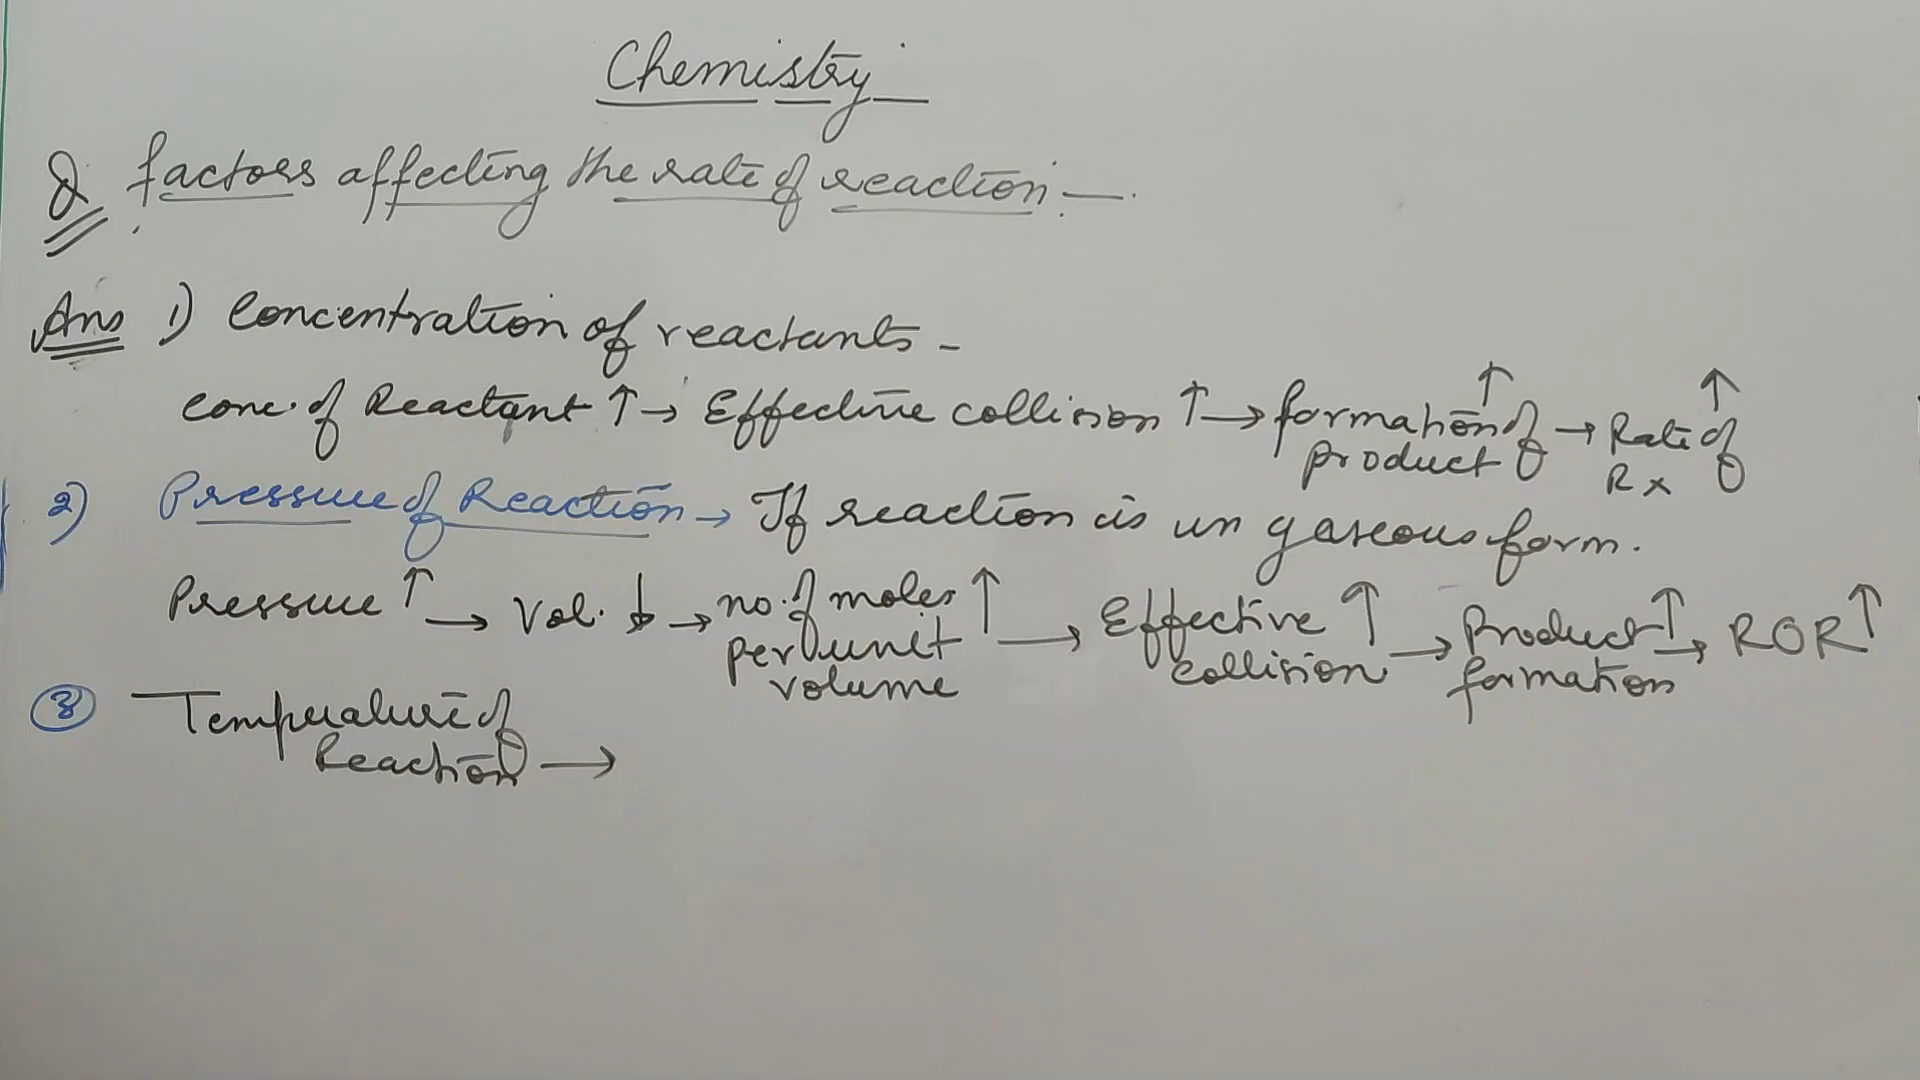 Chemistry
Q. factors affecting the rate of reaction —.
Ans 1) Concentration of reactants -
conc. of Reactant ↑ → Effective collision ↑ → formation of product ↑ → Rate of Rx ↑
2) Pressure of Reaction → If reaction is in gaseous form.
Pressure ↑ → Vol. ↓ → no. of moles per unit volume ↑ → Effective collision ↑ → Product formation ↑ → ROR ↑
3 Temperature of
Reaction →